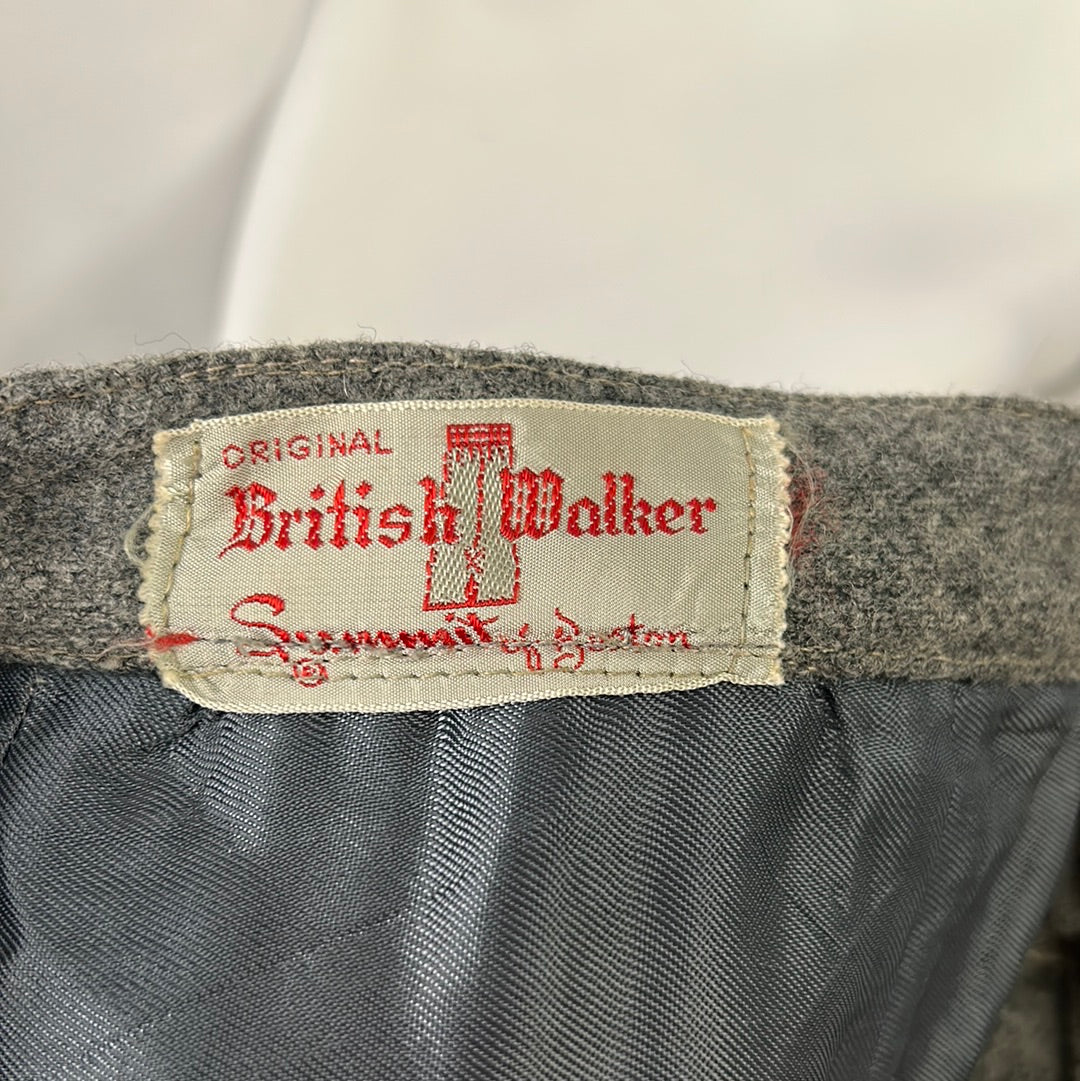 ORIGINAL
British Walker
Summit of Boston
®